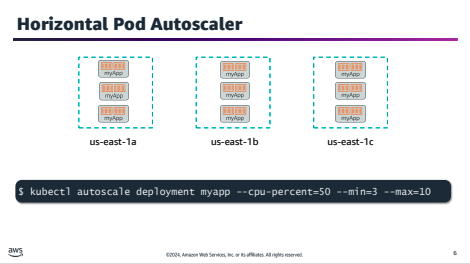 Horizontal Pod Autoscaler
myApp myApp myApp
myApp myApp myApp
myApp myApp myApp
us-east-1a us-east-1b us-east-1c
$ kubectl autoscale deployment myapp --cpu-percent=50 --min=3 --max=10
aws
©2024, Amazon Web Services, Inc. or its affiliates. All rights reserved.
6